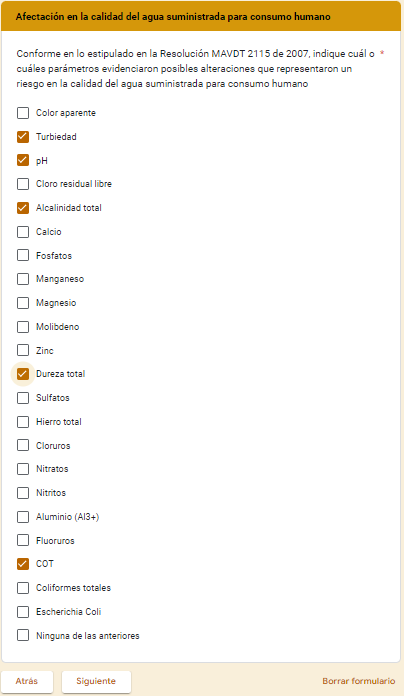 Afectación en la calidad del agua suministrada para consumo humano
Conforme en lo estipulado en la Resolución MAVDT 2115 de 2007, indique cuál o *
cuáles parámetros evidenciaron posibles alteraciones que representaron un
riesgo en la calidad del agua suministrada para consumo humano
Color aparente
Turbiedad
pH
Cloro residual libre
Alcalinidad total
Calcio
Fosfatos
Manganeso
Magnesio
Molibdeno
Zinc
Dureza total
Sulfatos
Hierro total
Cloruros
Nitratos
Nitritos
Aluminio (Al3+)
Fluoruros
COT
Coliformes totales
Escherichia Coli
Ninguna de las anteriores
Atrás Siguiente Borrar formulario